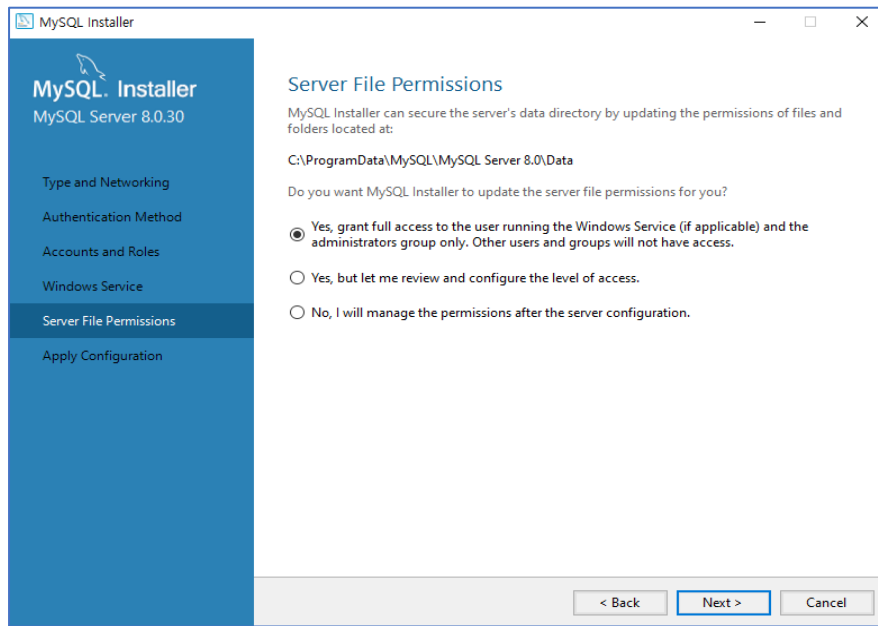 MySQL Installer
MySQL. Installer
MySQL Server 8.0.30
Type and Networking
Authentication Method
Accounts and Roles
Windows Service
Server File Permissions
Apply Configuration
Server File Permissions
MySQL Installer can secure the server's data directory by updating the permissions of files and
folders located at:
C:\ProgramData\MySQL\MySQL Server 8.0\Data
Do you want MySQL Installer to update the server file permissions for you?
Yes, grant full access to the user running the Windows Service (if applicable) and the
administrators group only. Other users and groups will not have access.
Yes, but let me review and configure the level of access.
No, I will manage the permissions after the server configuration.
< Back
Next >
Cancel